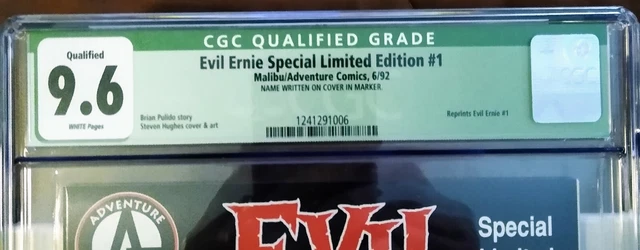 CGC QUALIFIED GRADE
Qualified
9.6
WHITE Pages
Evil Ernie Special Limited Edition #1
Malibu/Adventure Comics, 6/92
NAME WRITTEN ON COVER IN MARKER.
Brian Pulido story
Steven Hughes cover & art
1241291006
Reprints Evil Ernie #1
ADVENTURE
EVIL
Special
Limited